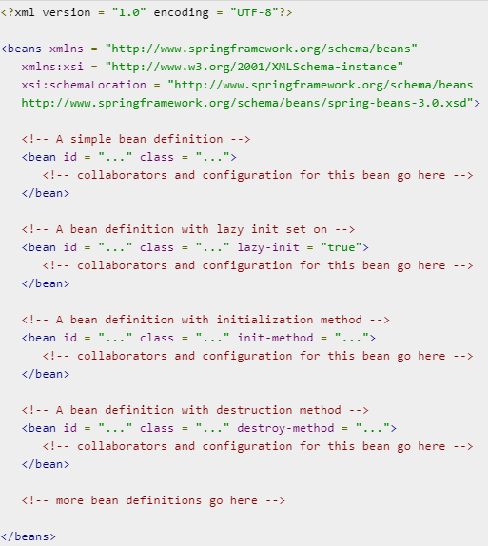 <?xml version = "1.0" encoding = "UTF-8"?>
<beans xmlns = "http://www.springframework.org/schema/beans"
xmlns:xsi = "http://www.w3.org/2001/XMLSchema-instance"
xsi:schemaLocation = "http://www.springframework.org/schema/beans
http://www.springframework.org/schema/beans/spring-beans-3.0.xsd">
<!-- A simple bean definition -->
<bean id = "..." class = "...">
<!-- collaborators and configuration for this bean go here -->
</bean>
<!-- A bean definition with lazy init set on -->
<bean id = "..." class = "..." lazy-init = "true">
<!-- collaborators and configuration for this bean go here -->
</bean>
<!-- A bean definition with initialization method -->
<bean id = "..." class = "..." init-method = "...">
<!-- collaborators and configuration for this bean go here -->
</bean>
<!-- A bean definition with destruction method -->
<bean id = "..." class = "..." destroy-method = "...">
<!-- collaborators and configuration for this bean go here -->
</bean>
<!-- more bean definitions go here -->
</beans>